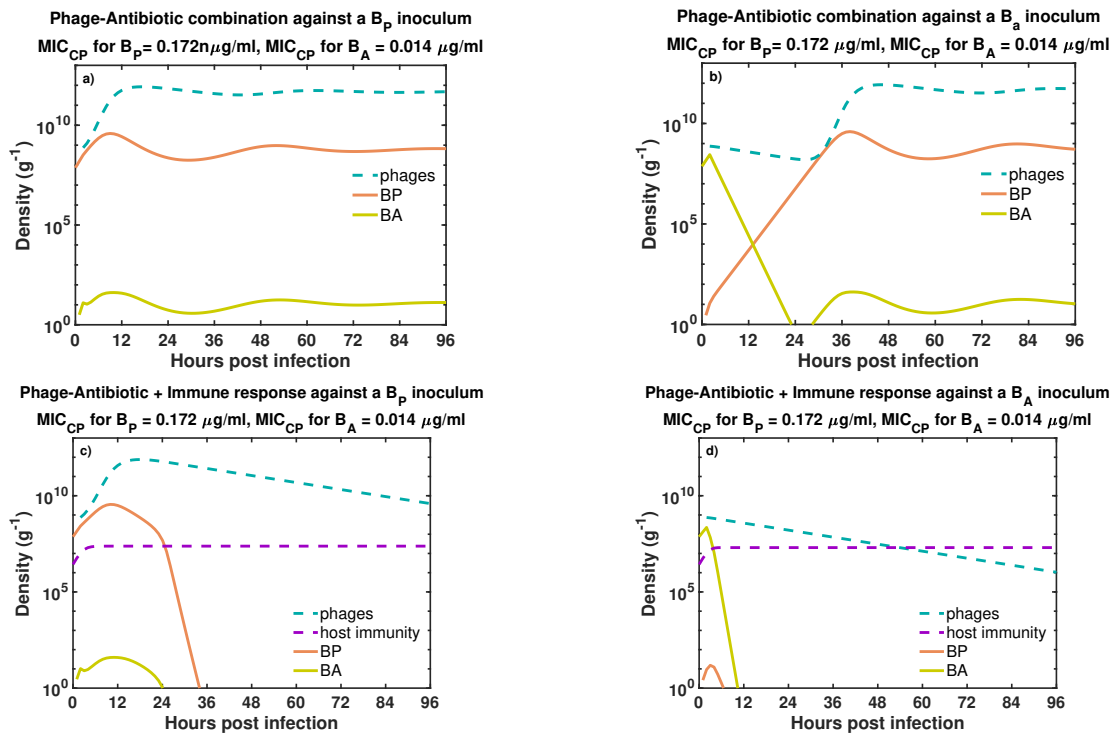 Phage-Antibiotic combination against a B_P inoculum
MIC_CP for B_P= 0.172nμg/ml, MIC_CP for B_A = 0.014 μg/ml
a)
10^10
10^5
10^0
Density (g^-1)
phages
BP
BA
0 12 24 36 48 60 72 84 96
Hours post infection
Phage-Antibiotic combination against a B_a inoculum
MIC_CP for B_P= 0.172 μg/ml, MIC_CP for B_A = 0.014 μg/ml
b)
10^10
10^5
10^0
Density (g^-1)
phages
BP
BA
0 12 24 36 48 60 72 84 96
Hours post infection
Phage-Antibiotic + Immune response against a B_P inoculum
MIC_CP for B_P = 0.172 μg/ml, MIC_CP for B_A = 0.014 μg/ml
c)
10^10
10^5
10^0
Density (g^-1)
phages
host immunity
BP
BA
0 12 24 36 48 60 72 84 96
Hours post infection
Phage-Antibiotic + Immune response against a B_A inoculum
MIC_CP for B_P = 0.172 μg/ml, MIC_CP for B_A = 0.014 μg/ml
d)
10^10
10^5
10^0
Density (g^-1)
phages
host immunity
BP
BA
0 12 24 36 48 60 72 84 96
Hours post infection